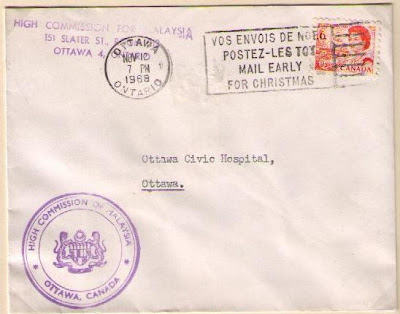 HIGH COMMISSION FOR MALAYSIA
151 SLATER ST.,
OTTAWA 4,
OTTAWA
NOV
7 PM
1968
ONTARIO
VOS ENVOIS DE NOËL
POSTEZ-LES TÔT
MAIL EARLY
FOR CHRISTMAS
6
CANADA
Ottawa Civic Hospital,
Ottawa.
HIGH COMMISSION OF MALAYSIA
* OTTAWA, CANADA *